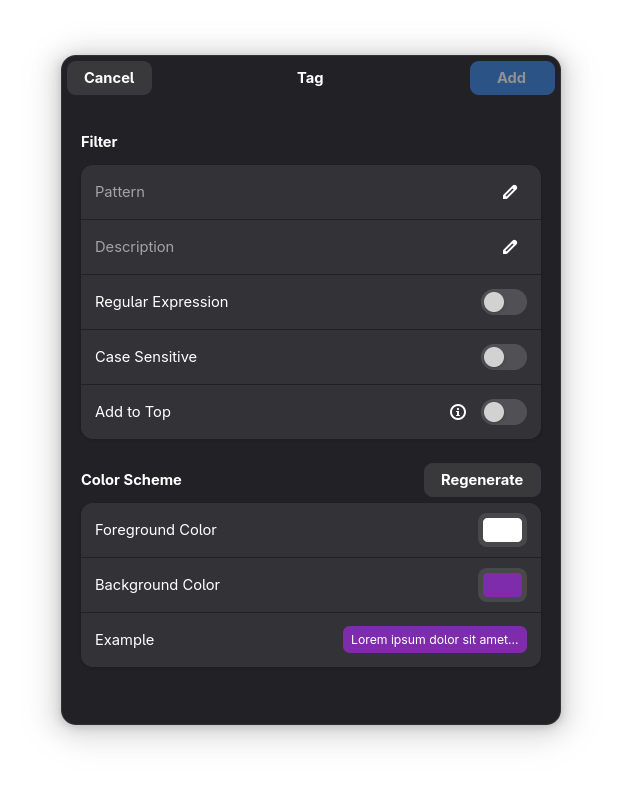 Cancel
Tag
Add
Filter
Pattern
Description
Regular Expression
Case Sensitive
Add to Top
Color Scheme
Regenerate
Foreground Color
Background Color
Example
Lorem ipsum dolor sit amet...